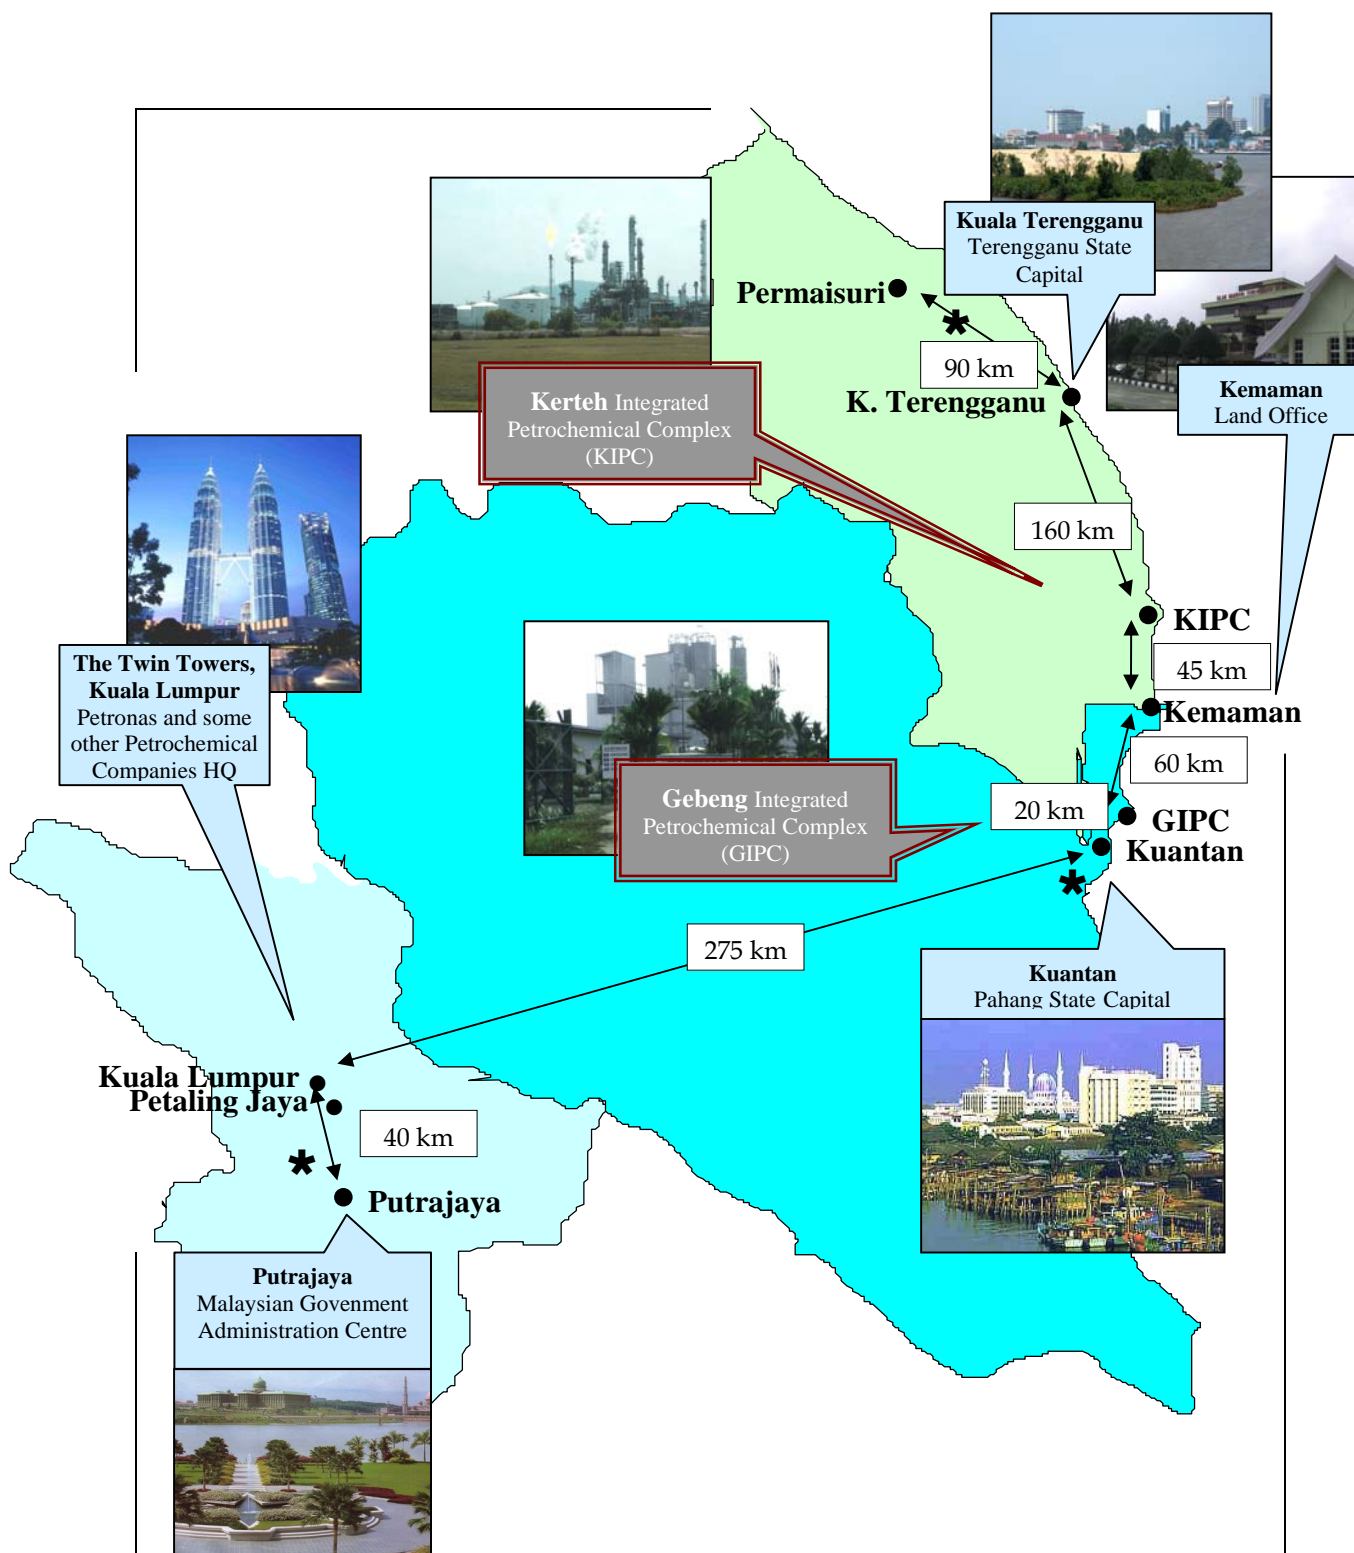 Kuala Terengganu
Terengganu State
Capital
Permaisuri
*
90 km
K. Terengganu
Kemaman
Land Office
Kerteh Integrated
Petrochemical Complex
(KIPC)
160 km
KIPC
45 km
Kemaman
The Twin Towers,
Kuala Lumpur
Petronas and some
other Petrochemical
Companies HQ
60 km
Gebeng Integrated
Petrochemical Complex
(GIPC)
20 km
GIPC
Kuantan
*
275 km
Kuantan
Pahang State Capital
Kuala Lumpur
Petaling Jaya
40 km
*
Putrajaya
Putrajaya
Malaysian Govenment
Administration Centre